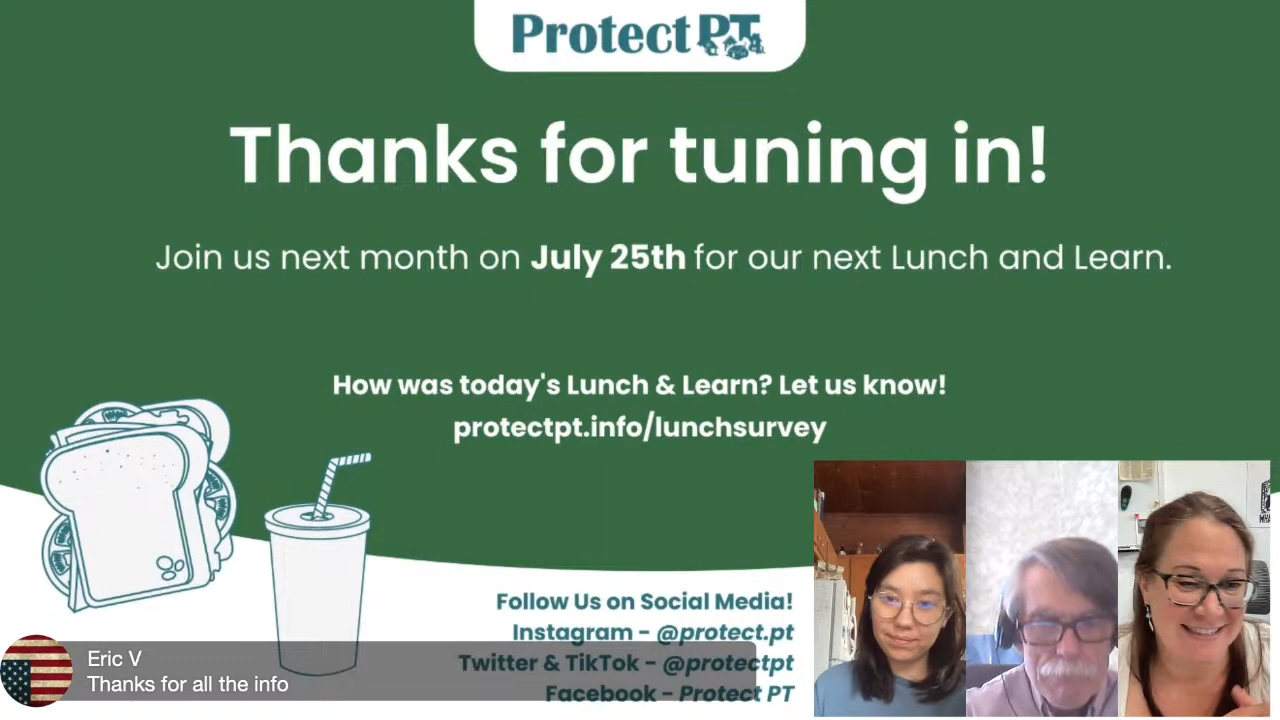 Protect PT
Thanks for tuning in!
Join us next month on July 25th for our next Lunch and Learn.
How was today's Lunch & Learn? Let us know!
protectpt.info/lunchsurvey
Follow Us on Social Media!
Instagram - @protect.pt
Twitter & TikTok - @protectpt
Facebook - Protect PT
Eric V
Thanks for all the info